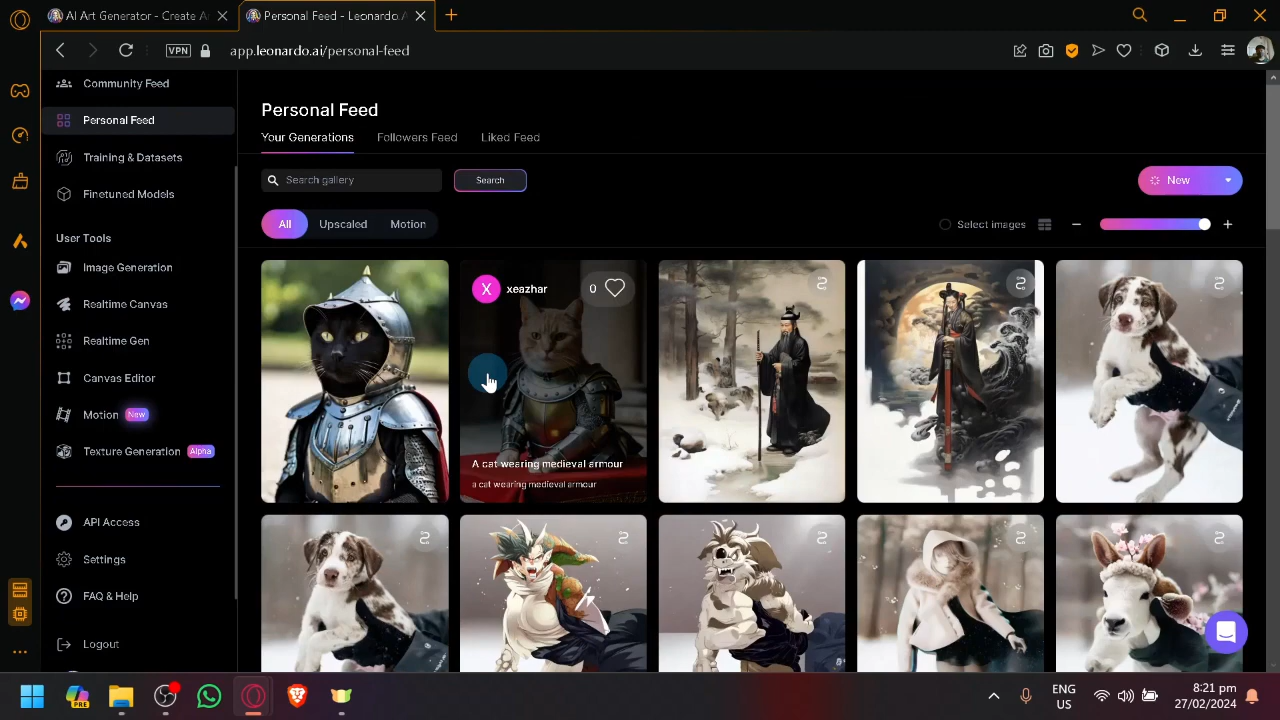 AI Art Generator - Create Ar
Personal Feed - Leonardo.A
VPN
app.leonardo.ai/personal-feed
Community Feed
Personal Feed
Training & Datasets
Finetuned Models
User Tools
Image Generation
Realtime Canvas
Realtime Gen
Canvas Editor
Motion New
Texture Generation Alpha
API Access
Settings
FAQ & Help
Logout
Personal Feed
Your Generations Followers Feed Liked Feed
Search gallery Search
New
All Upscaled Motion
Select images
X xeazhar 0
A cat wearing medieval armour
a cat wearing medieval armour
PRE
ENG
US
8:21 pm
27/02/2024